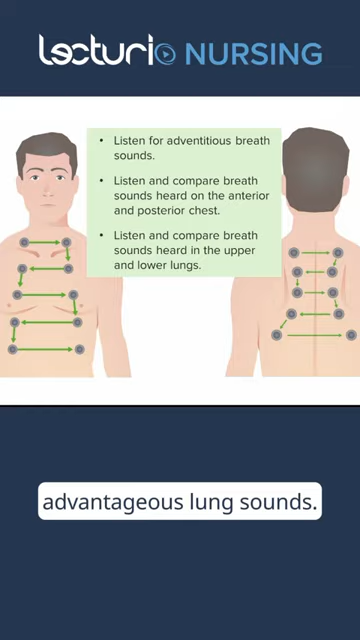 Lecturio NURSING
• Listen for adventitious breath
sounds.
• Listen and compare breath
sounds heard on the anterior
and posterior chest.
• Listen and compare breath
sounds heard in the upper
and lower lungs.
advantageous lung sounds.